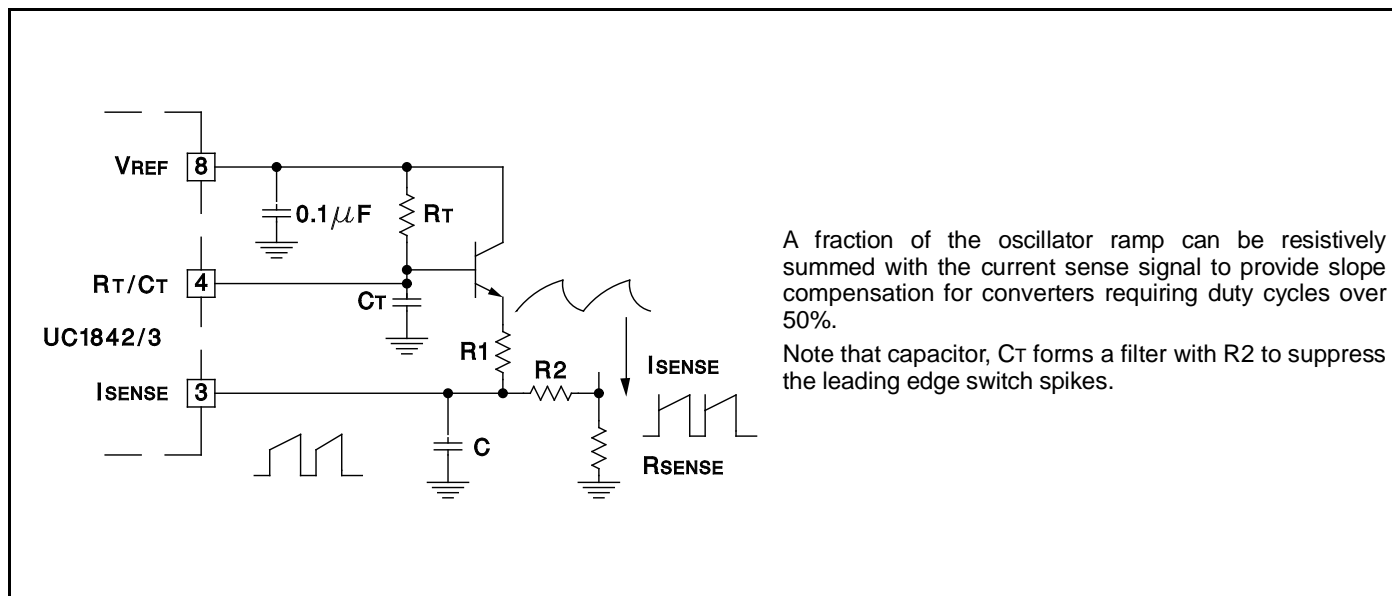 VREF 8
0.1μF
RT
RT/CT 4
CT
UC1842/3
R1
R2
ISENSE
ISENSE 3
C
RSENSE
A fraction of the oscillator ramp can be resistively
summed with the current sense signal to provide slope
compensation for converters requiring duty cycles over
50%.
Note that capacitor, CT forms a filter with R2 to suppress
the leading edge switch spikes.